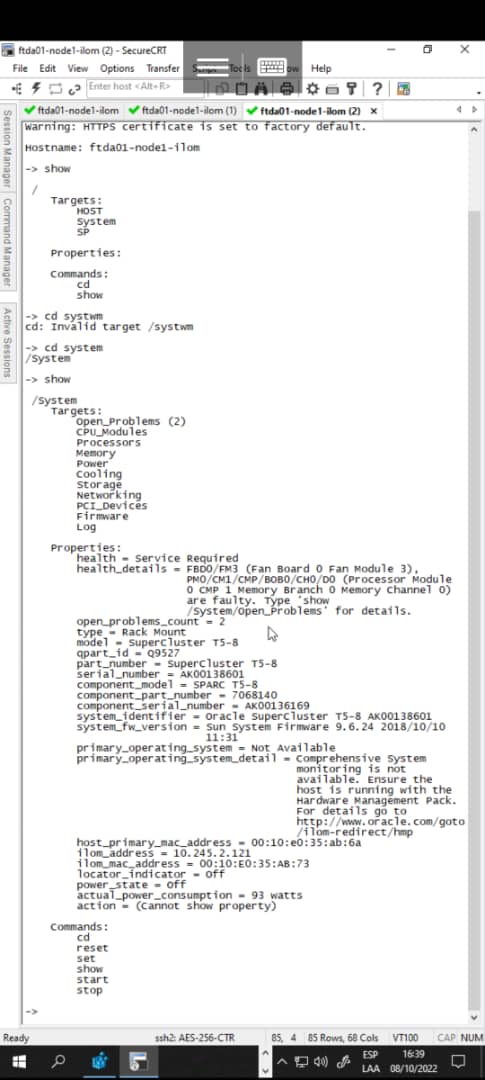 ftda01-node1-ilom (2) - SecureCRT
File Edit View Options Transfer Script Tools Help
Enter host <Alt+R>
ftda01-node1-ilom
ftda01-node1-ilom (1)
ftda01-node1-ilom (2)
Session Manager
Command Manager
Active Sessions
Warning: HTTPS certificate is set to factory default.
Hostname: ftda01-node1-ilom
-> show
/
Targets:
HOST
System
SP
Properties:
Commands:
cd
show
-> cd systwm
cd: Invalid target /systwm
-> cd system
/System
-> show
/System
Targets:
Open_Problems (2)
CPU_Modules
Processors
Memory
Power
Cooling
Storage
Networking
PCI_Devices
Firmware
Log
Properties:
health = Service Required
health_details = FBD0/FM3 (Fan Board 0 Fan Module 3),
PM0/CM1/CMP/BOB0/CH0/D0 (Processor Module
0 CMP 1 Memory Branch 0 Memory Channel 0)
are faulty. Type 'show
/System/Open_Problems' for details.
open_problems_count = 2
type = Rack Mount
model = SuperCluster T5-8
qpart_id = Q9527
part_number = SuperCluster T5-8
serial_number = AK00138601
component_model = SPARC T5-8
component_part_number = 7068140
component_serial_number = AK00136169
system_identifier = Oracle SuperCluster T5-8 AK00138601
system_fw_version = Sun System Firmware 9.6.24 2018/10/10
11:31
primary_operating_system = Not Available
primary_operating_system_detail = Comprehensive System
monitoring is not
available. Ensure the
host is running with the
Hardware Management Pack.
For details go to
http://www.oracle.com/goto
/ilom-redirect/hmp
host_primary_mac_address = 00:10:e0:35:ab:6a
ilom_address = 10.245.2.121
ilom_mac_address = 00:10:E0:35:AB:73
locator_indicator = Off
power_state = Off
actual_power_consumption = 93 watts
action = (Cannot show property)
Commands:
cd
reset
set
show
start
stop
->
Ready ssh2: AES-256-CTR 85, 4 85 Rows, 68 Cols VT100 CAP NUM
ESP
LAA
16:39
08/10/2022